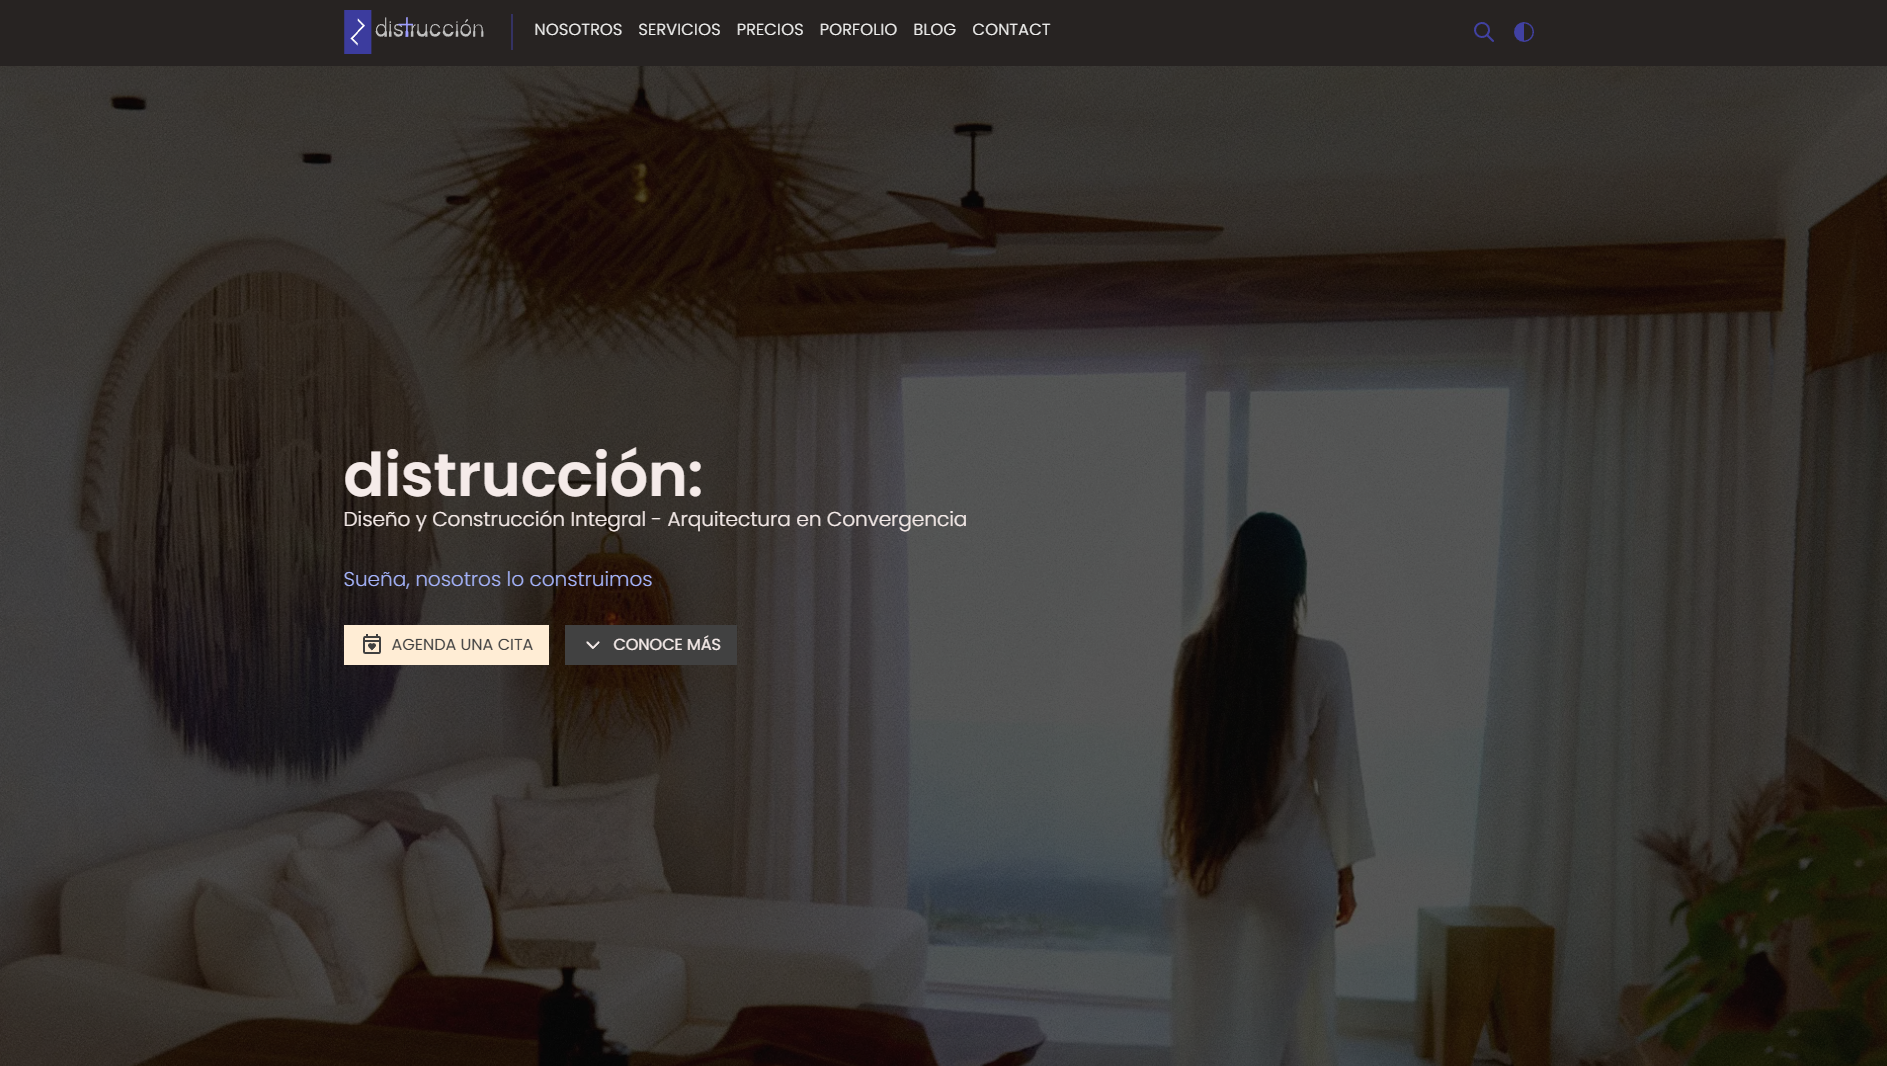 distrucción
NOSOTROS SERVICIOS PRECIOS PORFOLIO BLOG CONTACT
distrucción:
Diseño y Construcción Integral - Arquitectura en Convergencia
Sueña, nosotros lo construimos
AGENDA UNA CITA
CONOCE MÁS